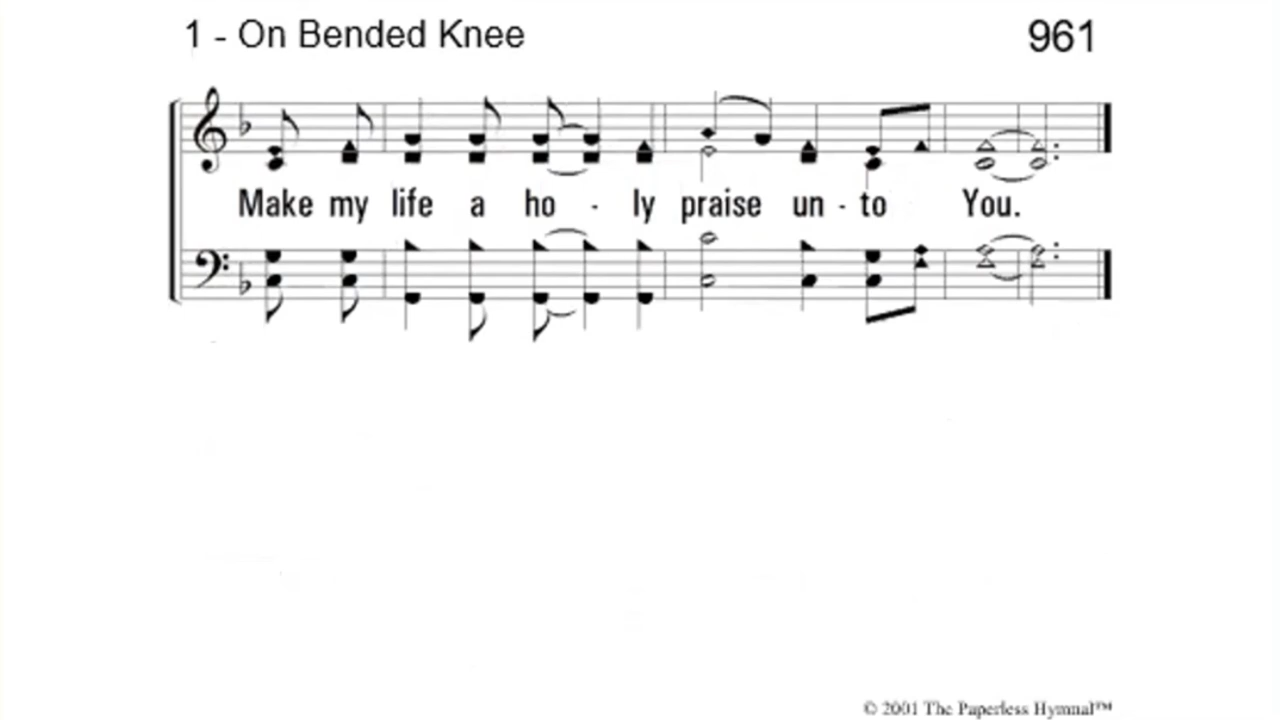 1 - On Bended Knee 961
Make my life a ho - ly praise un - to You.
© 2001 The Paperless Hymnal™